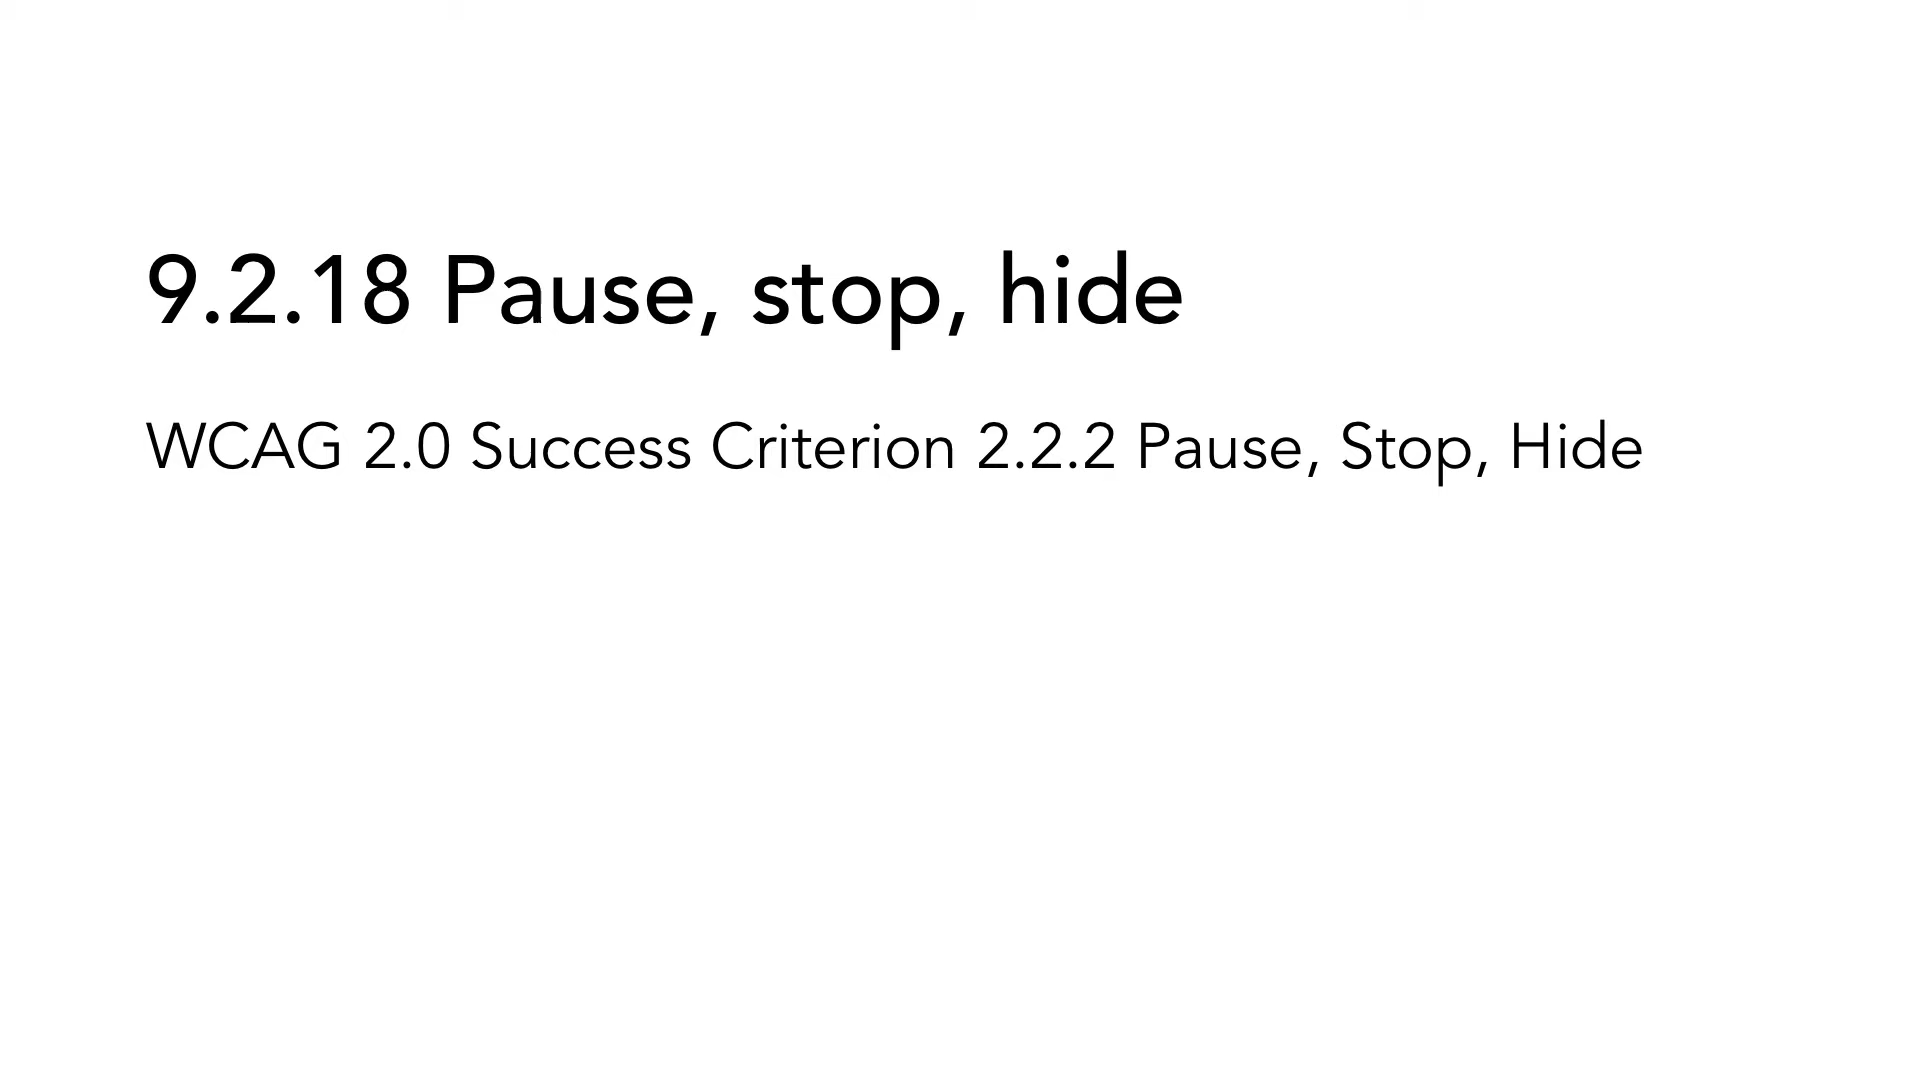 9.2.18 Pause, stop, hide
WCAG 2.0 Success Criterion 2.2.2 Pause, Stop, Hide